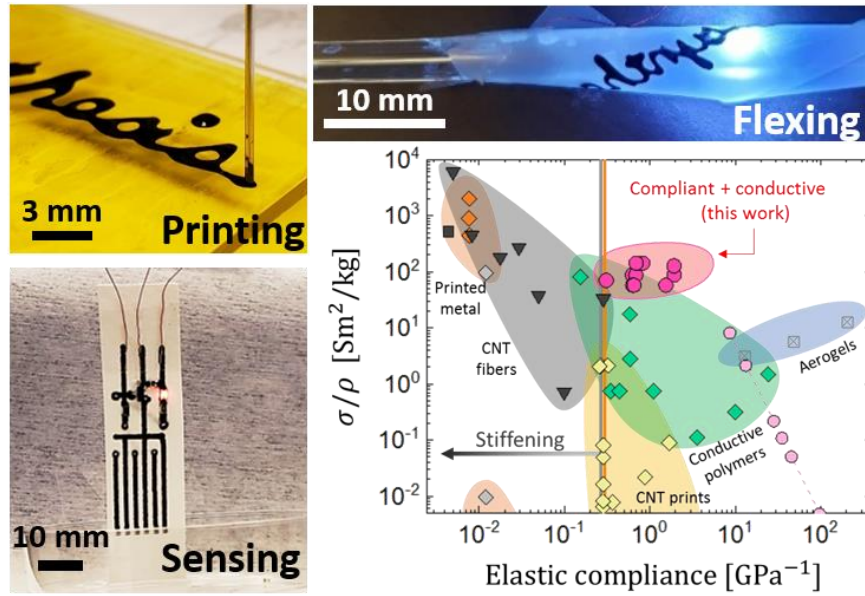 3 mm
Printing
10 mm
Flexing
10 mm
Sensing
σ/ρ [Sm²/kg]
10⁴
10³
10²
10¹
10⁰
10⁻¹
10⁻²
Compliant + conductive
(this work)
Printed
metal
CNT
fibers
Aerogels
Stiffening
Conductive
polymers
CNT prints
10⁻²
10⁻¹
10⁰
10¹
10²
Elastic compliance [GPa⁻¹]